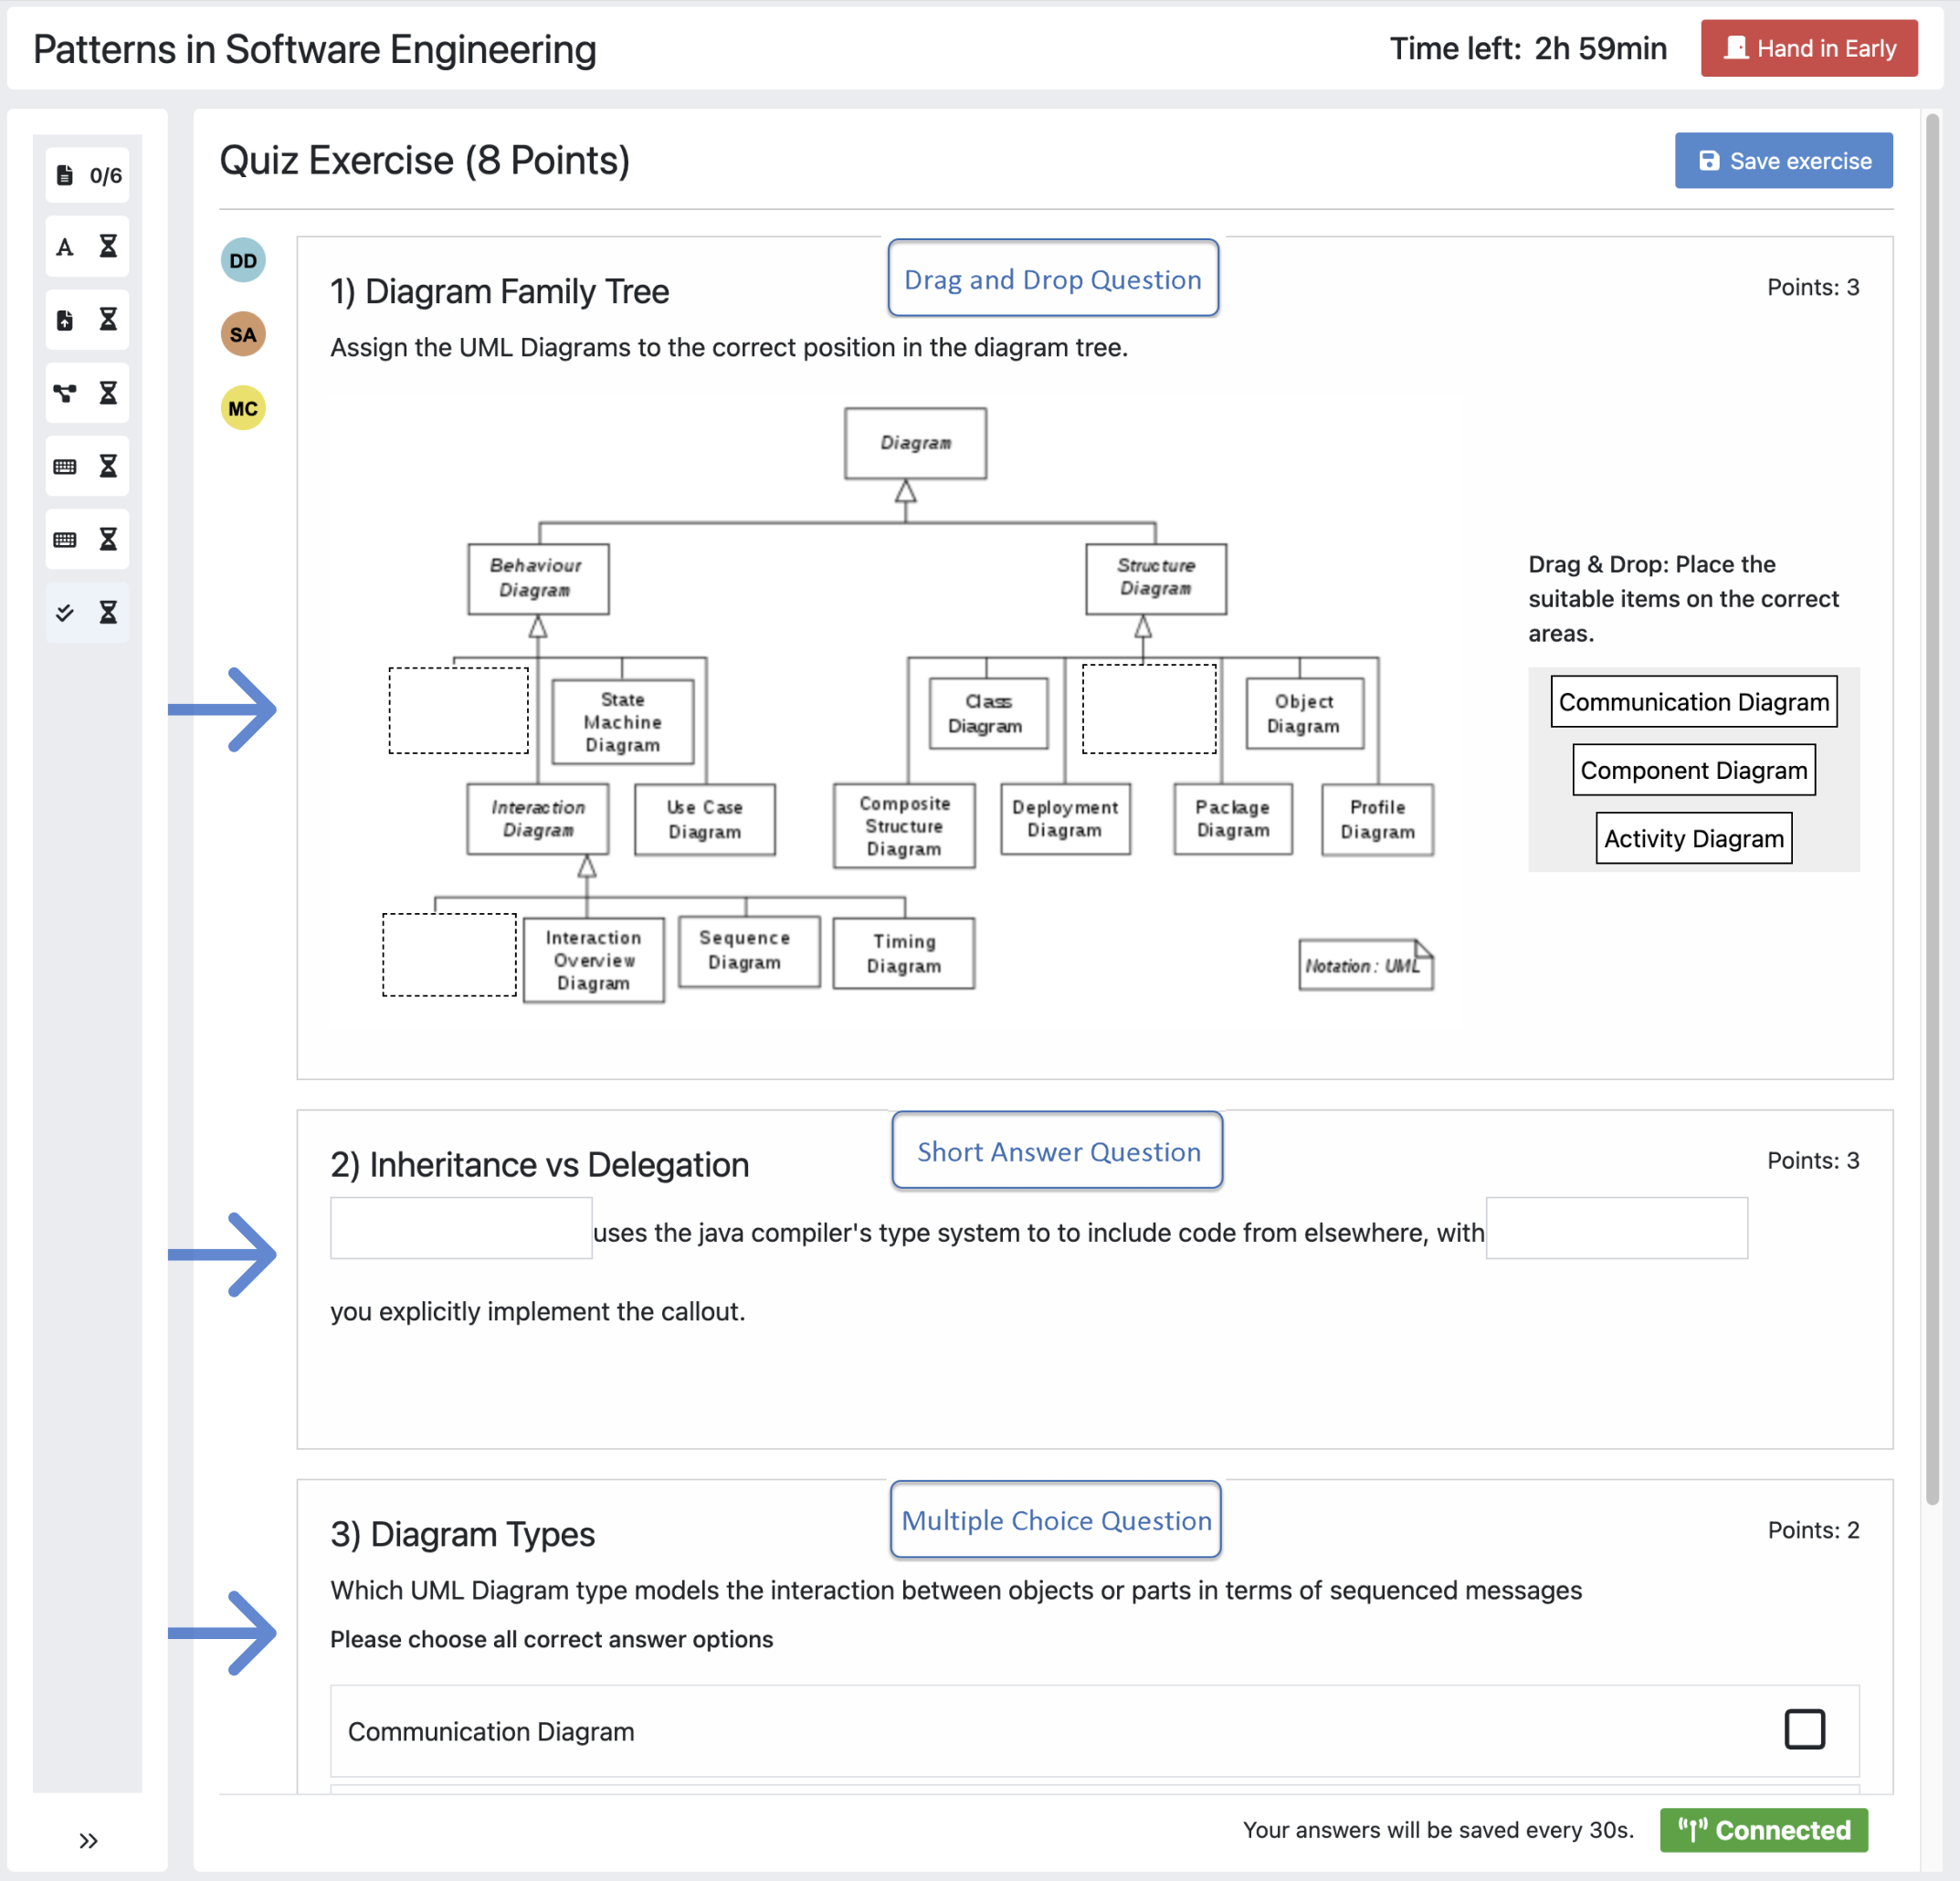 Patterns in Software Engineering
Time left: 2h 59min
Hand in Early
0/6
A
Quiz Exercise (8 Points)
Save exercise
DD
SA
MC
1) Diagram Family Tree
Drag and Drop Question
Points: 3
Assign the UML Diagrams to the correct position in the diagram tree.
Diagram
Behaviour
Diagram
Structure
Diagram
State
Machine
Diagram
Class
Diagram
Object
Diagram
Interaction
Diagram
Use Case
Diagram
Composite
Structure
Diagram
Deployment
Diagram
Package
Diagram
Profile
Diagram
Interaction
Overview
Diagram
Sequence
Diagram
Timing
Diagram
Notation : UML
Drag & Drop: Place the
suitable items on the correct
areas.
Communication Diagram
Component Diagram
Activity Diagram
2) Inheritance vs Delegation
Short Answer Question
Points: 3
uses the java compiler's type system to to include code from elsewhere, with
you explicitly implement the callout.
3) Diagram Types
Multiple Choice Question
Points: 2
Which UML Diagram type models the interaction between objects or parts in terms of sequenced messages
Please choose all correct answer options
Communication Diagram
Your answers will be saved every 30s.
Connected